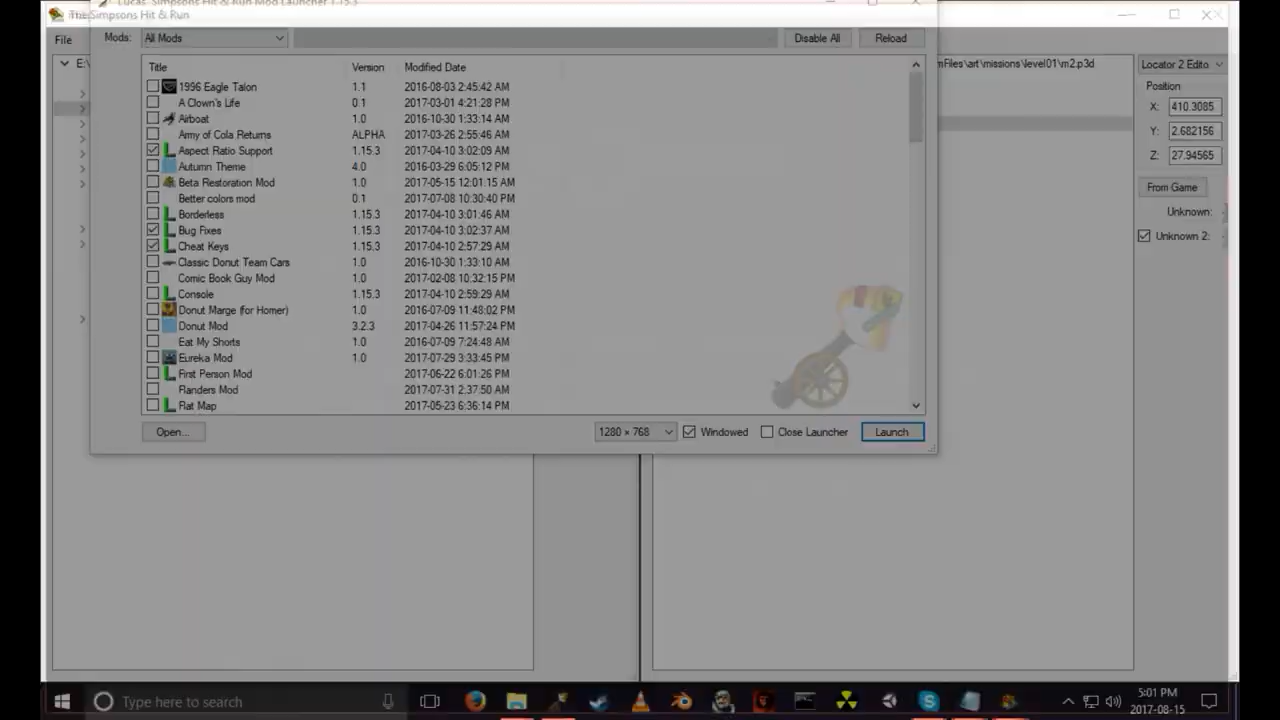 Lucas' Simpsons Hit & Run Mod Launcher 1.15.3
The Simpsons Hit & Run
File
Mods: All Mods
Disable All
Reload
E:\
Title Version Modified Date
1996 Eagle Talon 1.1 2016-08-03 2:45:42 AM
A Clown's Life 0.1 2017-03-01 4:21:28 PM
Airboat 1.0 2016-10-30 1:33:14 AM
Army of Cola Returns ALPHA 2017-03-26 2:55:46 AM
Aspect Ratio Support 1.15.3 2017-04-10 3:02:09 AM
Autumn Theme 4.0 2016-03-29 6:05:12 PM
Beta Restoration Mod 1.0 2017-05-15 12:01:15 AM
Better colors mod 0.1 2017-07-08 10:30:40 PM
Borderless 1.15.3 2017-04-10 3:01:46 AM
Bug Fixes 1.15.3 2017-04-10 3:02:37 AM
Cheat Keys 1.15.3 2017-04-10 2:57:29 AM
Classic Donut Team Cars 1.0 2016-10-30 1:33:10 AM
Comic Book Guy Mod 1.0 2017-02-08 10:32:15 PM
Console 1.15.3 2017-04-10 2:59:29 AM
Donut Marge (for Homer) 1.0 2016-07-09 11:48:02 PM
Donut Mod 3.2.3 2017-04-26 11:57:24 PM
Eat My Shorts 1.0 2016-07-09 7:24:48 AM
Eureka Mod 1.0 2017-07-29 3:33:45 PM
First Person Mod 2017-06-22 6:01:26 PM
Flanders Mod 2017-07-31 2:37:50 AM
Flat Map 2017-05-23 6:36:14 PM
Open...
1280 × 768
Windowed
Close Launcher
Launch
mFiles\art\missions\level01\m2.p3d
Locator 2 Edito
Position
X: 410.3085
Y: 2.682156
Z: 27.94565
From Game
Unknown:
Unknown 2:
Type here to search
5:01 PM
2017-08-15